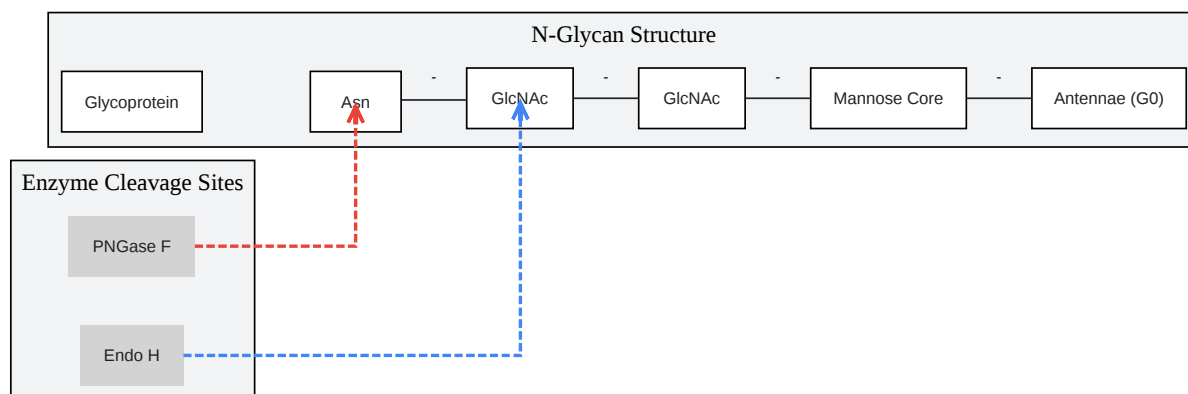 N-Glycan Structure
- - - -
Glycoprotein Asn GlcNAc GlcNAc Mannose Core Antennae (G0)
Enzyme Cleavage Sites
PNGase F
Endo H